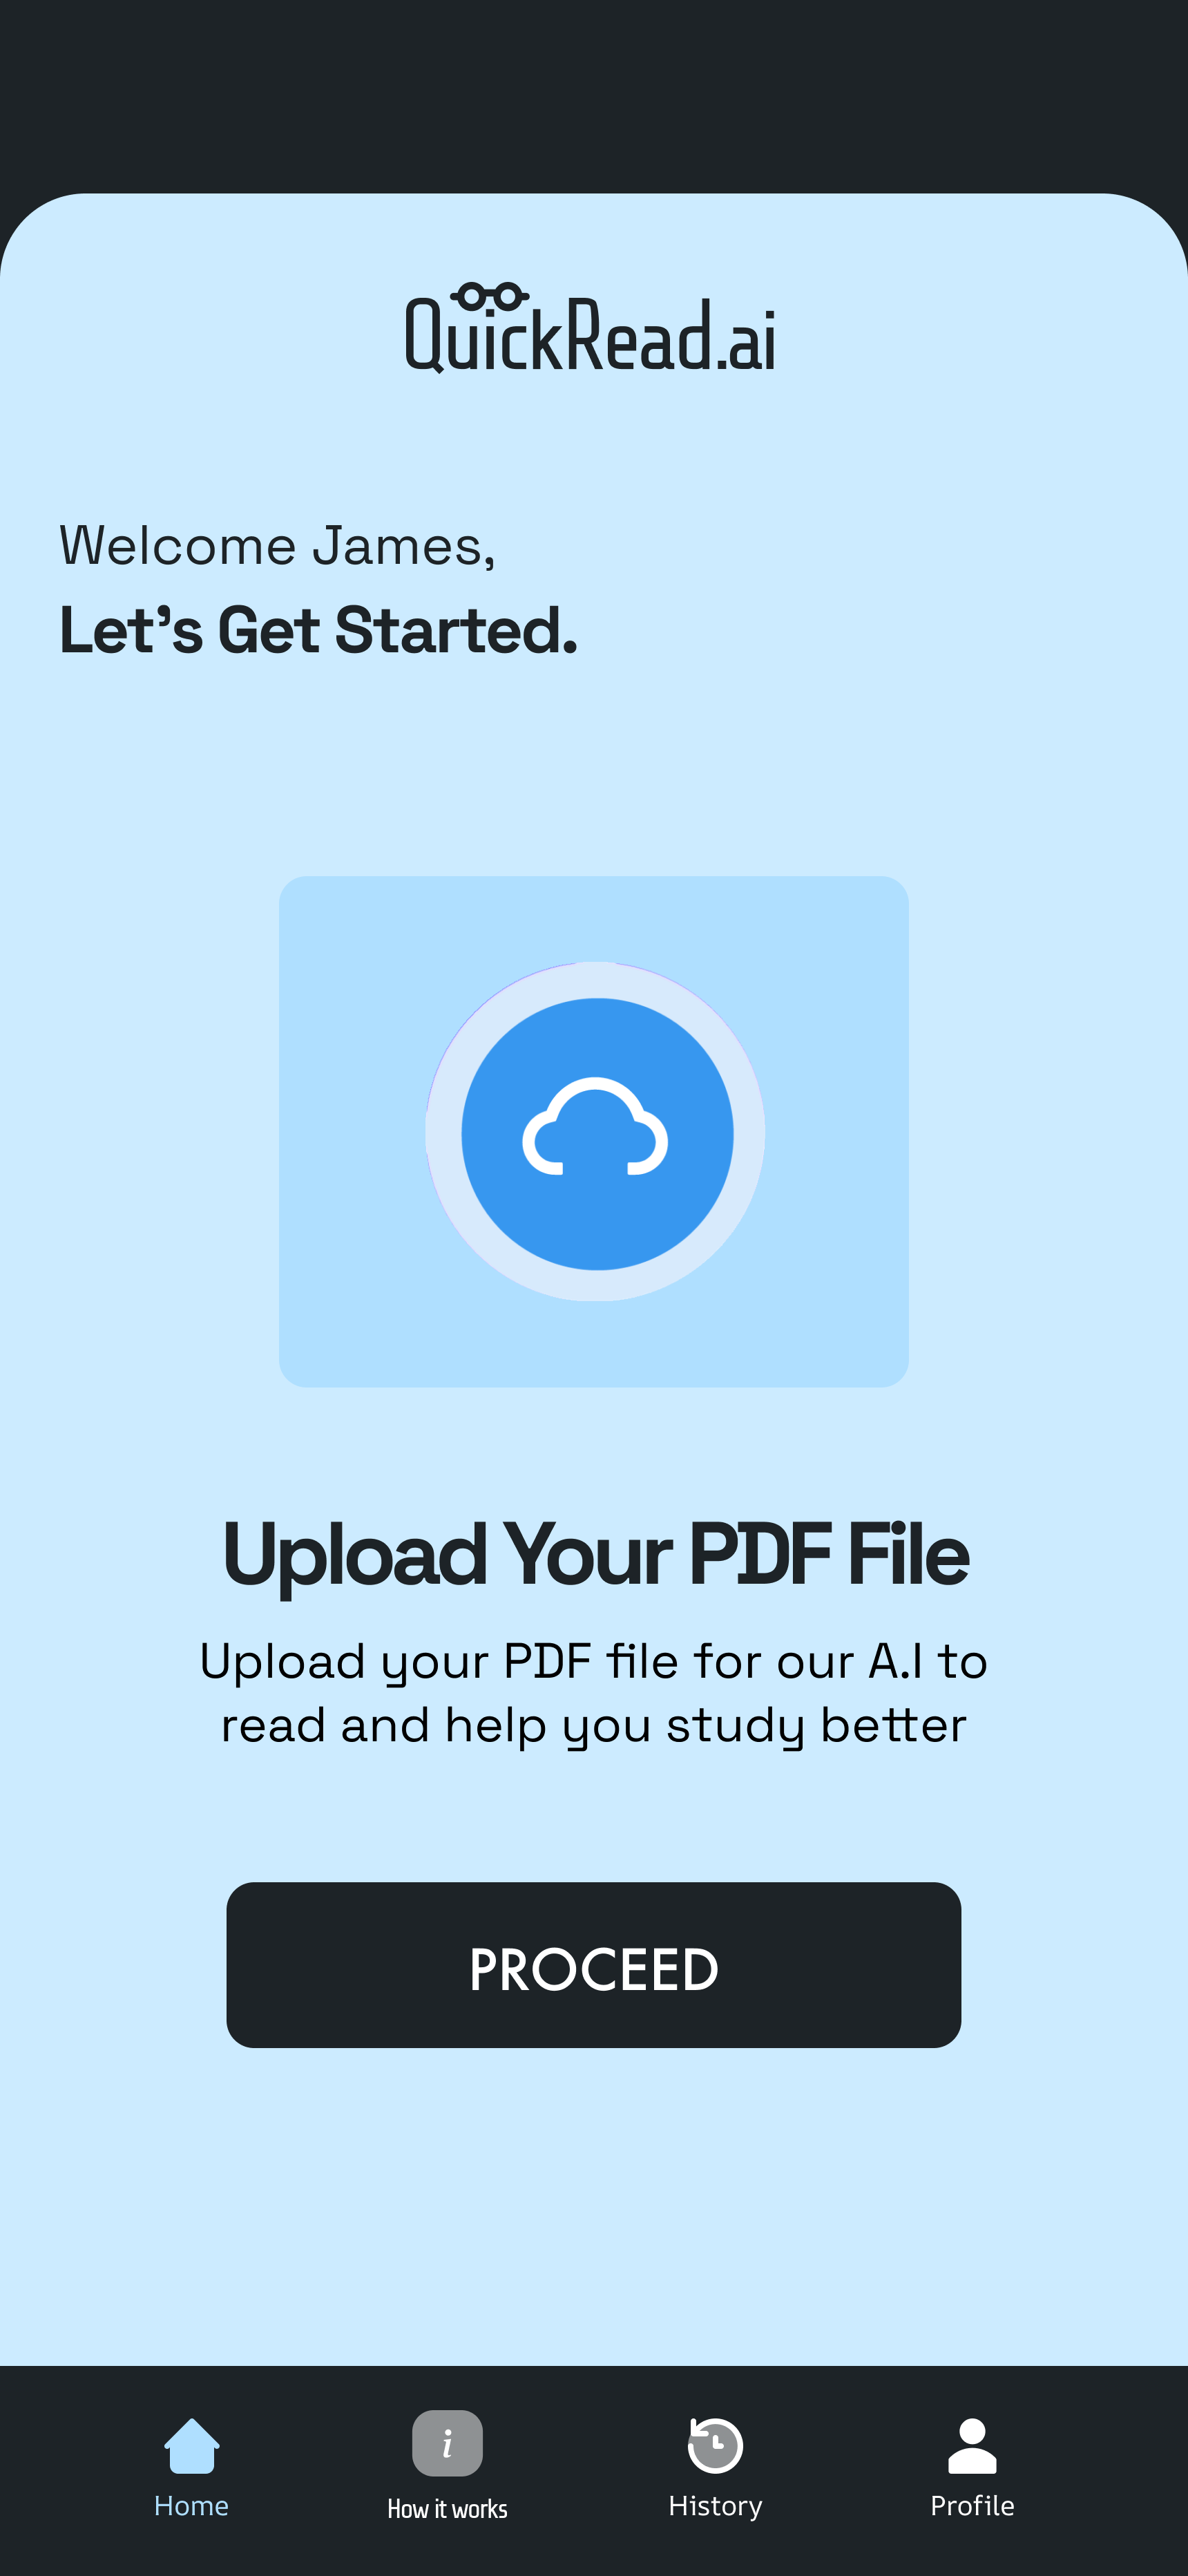 QuickRead.ai
Welcome James,
Let's Get Started.
Upload Your PDF File
Upload your PDF file for our A.I to
read and help you study better
PROCEED
i
Home
How it works
History
Profile